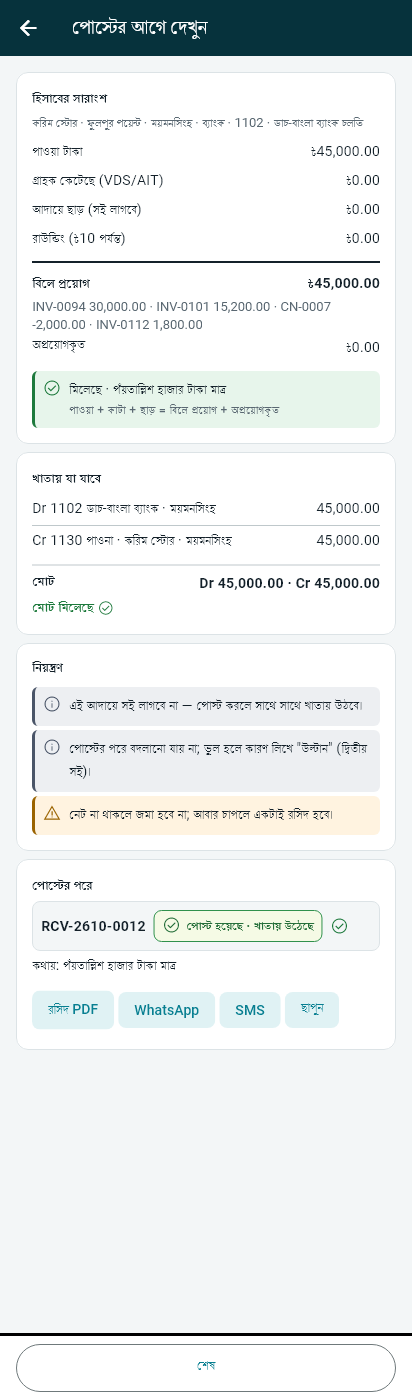 পোস্টের আগে দেখুন
হিসাবের সারাংশ
করিম স্টোর · ফুলপুর পয়েন্ট · ময়মনসিংহ · ব্যাংক · 1102 · ডাচ-বাংলা ব্যাংক চলতি
পাওয়া টাকা ৳45,000.00
গ্রাহক কেটেছে (VDS/AIT) ৳0.00
আদায়ে ছাড় (সই লাগবে) ৳0.00
রাউন্ডিং (৳10 পর্যন্ত) ৳0.00
বিলে প্রয়োগ ৳45,000.00
INV-0094 30,000.00 · INV-0101 15,200.00 · CN-0007
-2,000.00 · INV-0112 1,800.00
অপ্রয়োগকৃত ৳0.00
মিলেছে · পঁয়তাল্লিশ হাজার টাকা মাত্র
পাওয়া + কাটা + ছাড় = বিলে প্রয়োগ + অপ্রয়োগকৃত
খাতায় যা যাবে
Dr 1102 ডাচ-বাংলা ব্যাংক · ময়মনসিংহ 45,000.00
Cr 1130 পাওনা · করিম স্টোর · ময়মনসিংহ 45,000.00
মোট Dr 45,000.00 · Cr 45,000.00
মোট মিলেছে
নিয়ন্ত্রণ
এই আদায়ে সই লাগবে না — পোস্ট করলে সাথে সাথে খাতায় উঠবে।
পোস্টের পরে বদলানো যায় না; ভুল হলে কারণ লিখে "উল্টান" (দ্বিতীয়
সই)।
নেট না থাকলে জমা হবে না; আবার চাপলে একটাই রসিদ হবে।
পোস্টের পরে
RCV-2610-0012 পোস্ট হয়েছে · খাতায় উঠেছে
কথায়: পঁয়তাল্লিশ হাজার টাকা মাত্র
রসিদ PDF WhatsApp SMS ছাপুন
শেষ